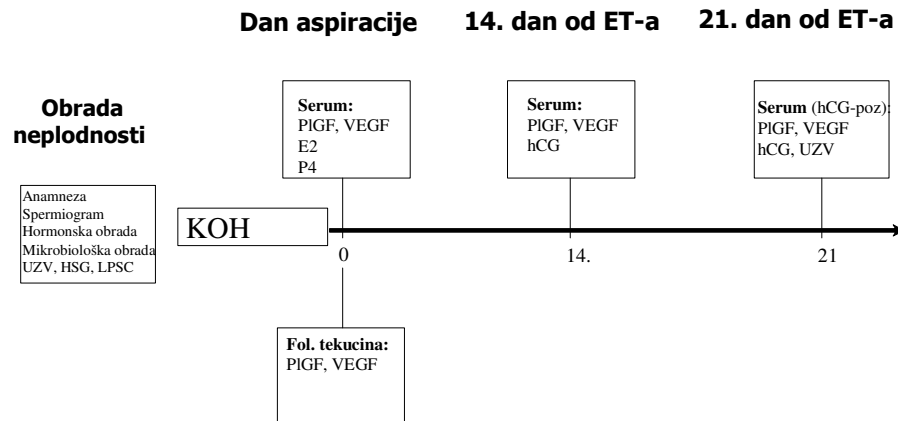 Dan aspiracije
14. dan od ET-a
21. dan od ET-a
Obrada
neplodnosti
Anamneza
Spermiogram
Hormonska obrada
Mikrobiološka obrada
UZV, HSG, LPSC
KOH
Serum:
PlGF, VEGF
E2
P4
Serum:
PlGF, VEGF
hCG
Serum (hCG-poz):
PlGF, VEGF
hCG, UZV
0
14.
21
Fol. tekucina:
PlGF, VEGF